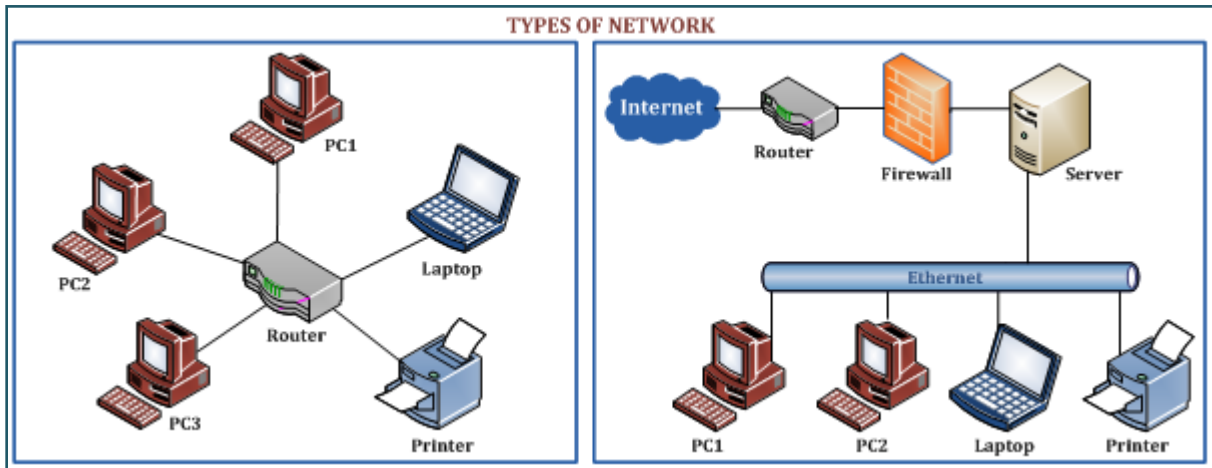 TYPES OF NETWORK
PC1
PC2
Laptop
Router
PC3
Printer
Internet
Router
Firewall
Server
Ethernet
PC1
PC2
Laptop
Printer